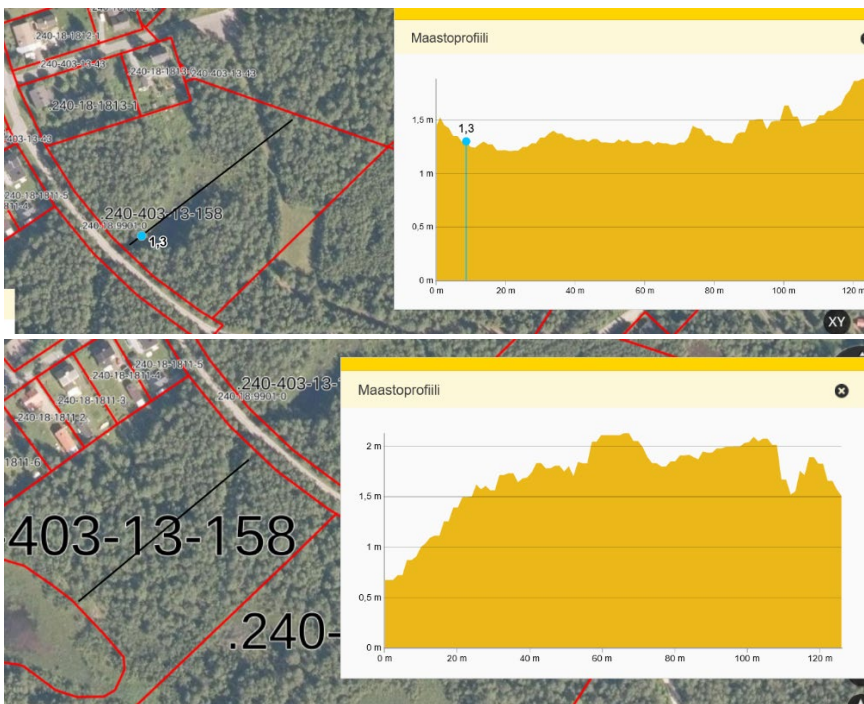 Maastoprofiili
.240-18-1812-1
.240-403-13-43
.240-18-1813
.240-403-13-43
.240-18-1813-1
403-13-43
.240-18-1811-5
1811-4
.240-403-13-158
240-18-9901-0
1,3
1,3
1,5 m
1 m
0,5 m
0 m
0 m
20 m
40 m
60 m
80 m
100 m
120 m
XY
Maastoprofiili
.240-18-1811-5
.240-18-1811-4
.240-18-1811-3
.240-18-1811-2
1811-6
.240-403-13-1
240-18-9901-0
-403-13-158
.240-
2 m
1,5 m
1 m
0,5 m
0 m
0 m
20 m
40 m
60 m
80 m
100 m
120 m